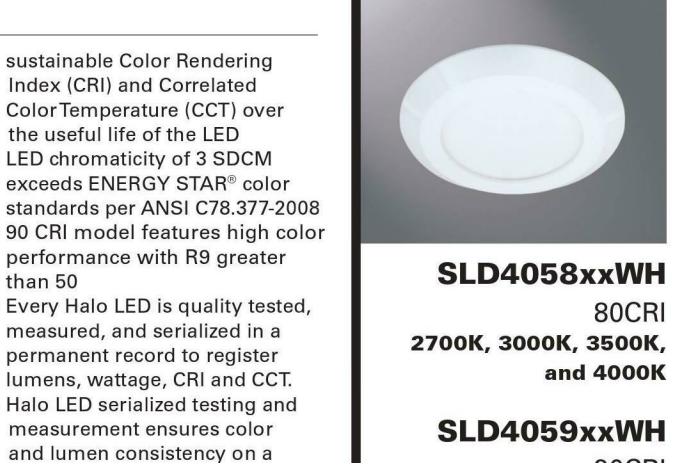 sustainable Color Rendering
Index (CRI) and Correlated
Color Temperature (CCT) over
the useful life of the LED
LED chromaticity of 3 SDCM
exceeds ENERGY STAR® color
standards per ANSI C78.377-2008
90 CRI model features high color
performance with R9 greater
than 50
Every Halo LED is quality tested,
measured, and serialized in a
permanent record to register
lumens, wattage, CRI and CCT.
Halo LED serialized testing and
measurement ensures color
and lumen consistency on a
SLD4058xxWH
80CRI
2700K, 3000K, 3500K,
and 4000K
SLD4059xxWH